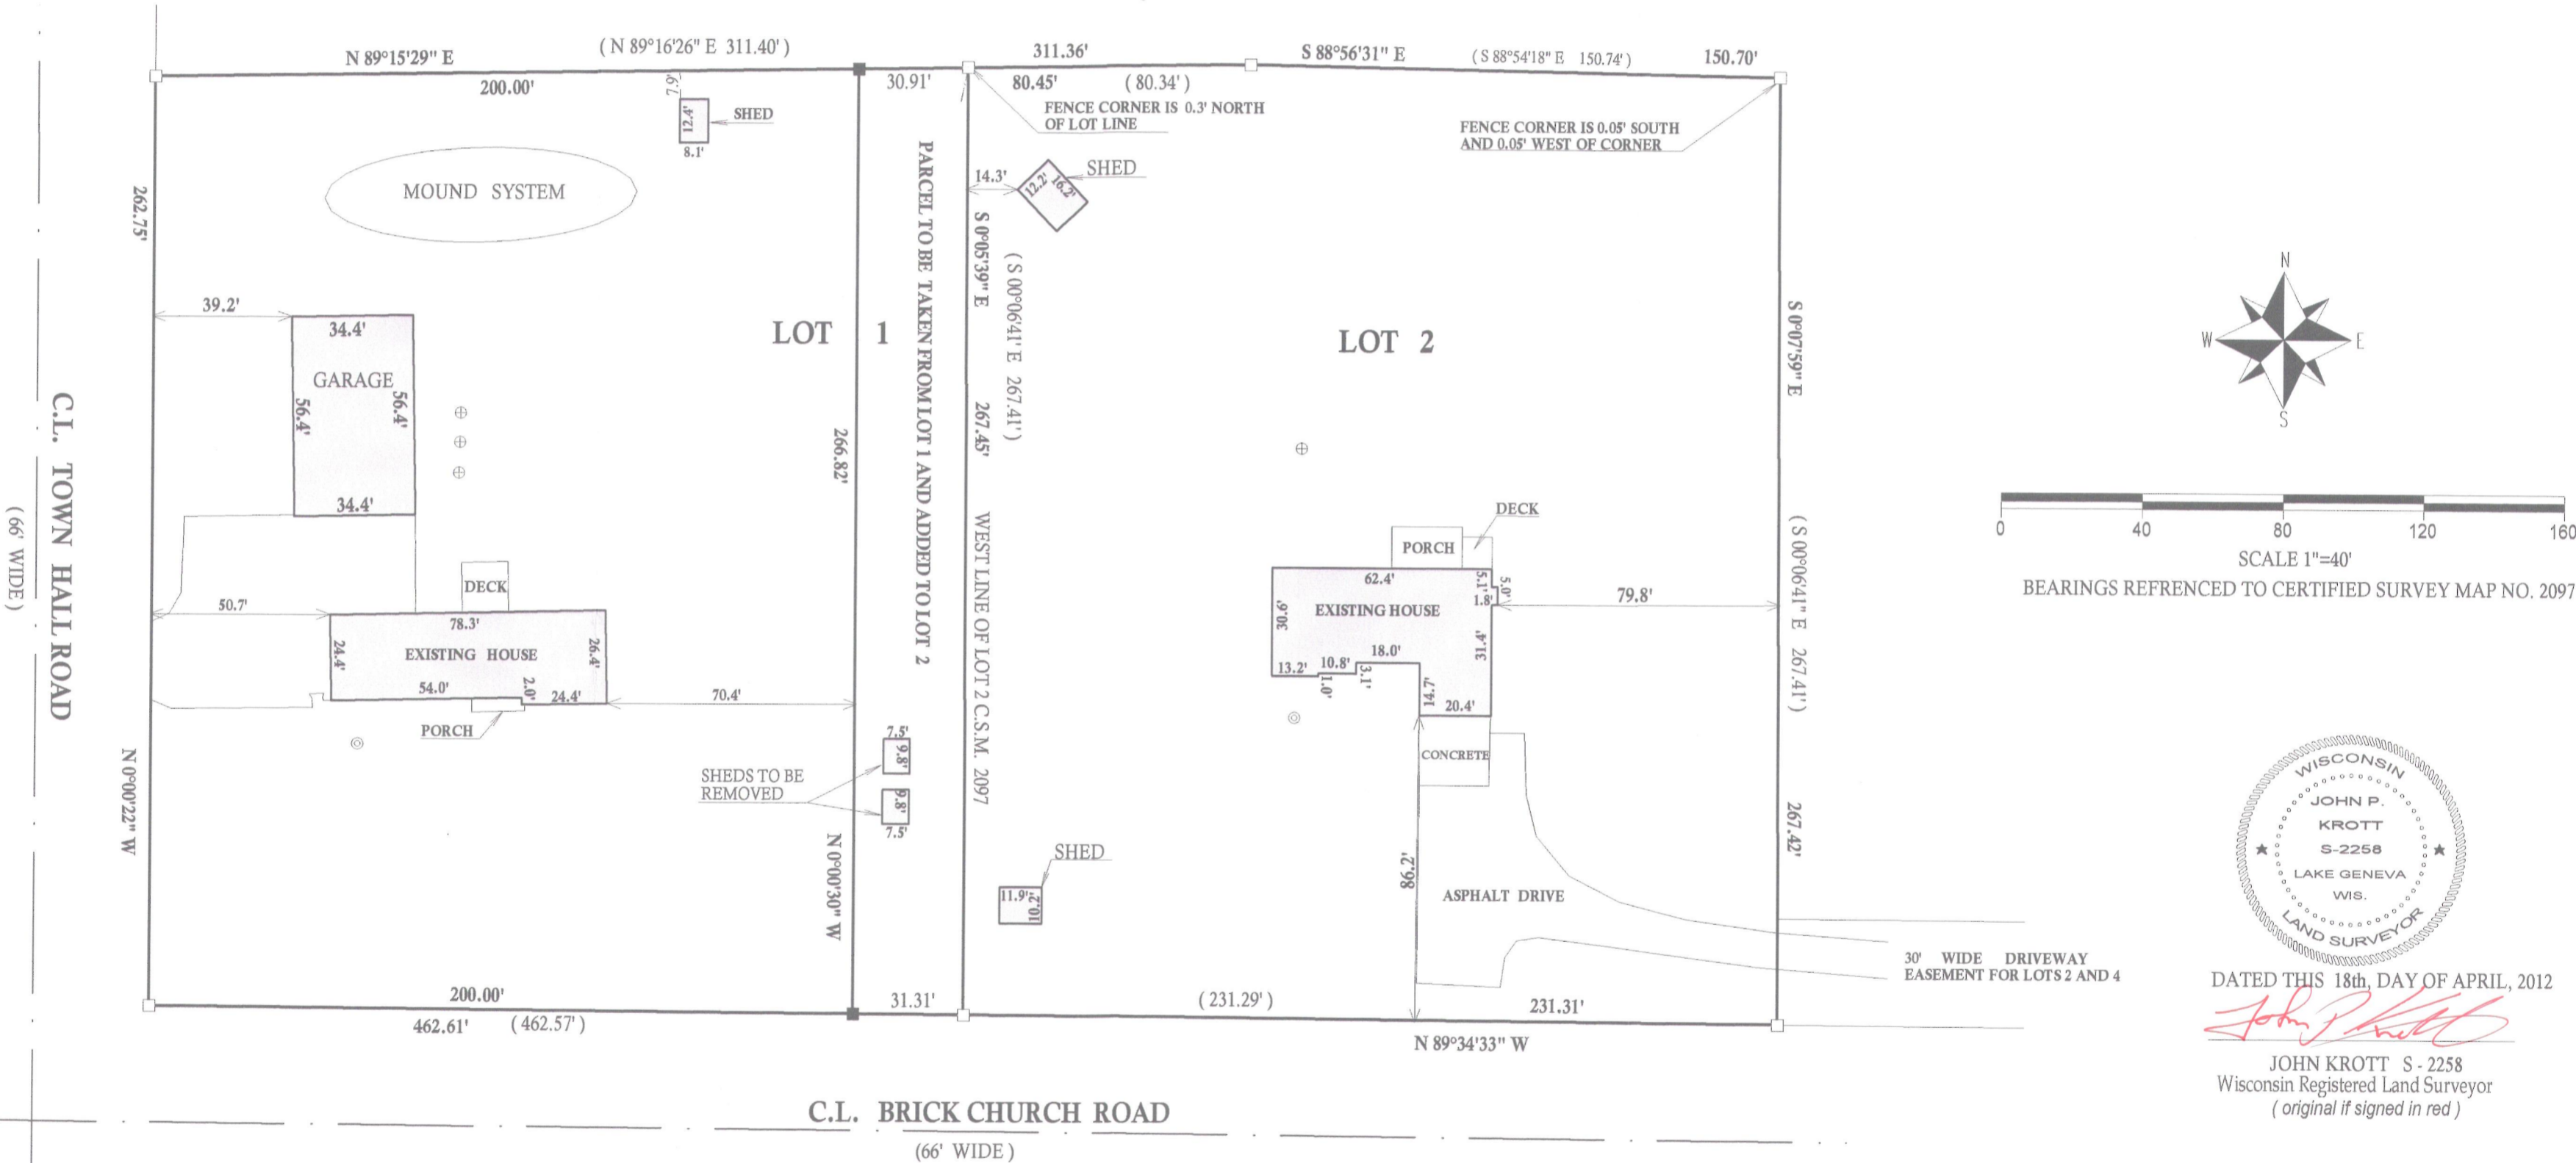 N 89°15'29" E
( N 89°16'26" E 311.40' )
311.36'
S 88°56'31" E
( S 88°54'18" E 150.74' )
150.70'
200.00'
30.91'
80.45'
( 80.34' )
7.9'
12.4'
8.1'
SHED
FENCE CORNER IS 0.3' NORTH
OF LOT LINE
FENCE CORNER IS 0.05' SOUTH
AND 0.05' WEST OF CORNER
MOUND SYSTEM
262.75'
PARCEL TO BE TAKEN FROM LOT 1 AND ADDED TO LOT 2
14.3'
12.2'
16.2'
SHED
S 0°05'39" E
267.45'
( S 00°06'41' E 267.41')
WEST LINE OF LOT 2 C.S.M. 2097
39.2'
34.4'
GARAGE
56.4'
56.4'
34.4'
LOT 1
266.82'
LOT 2
S 0°07'59" E
( S 00°06'41" E 267.41')
267.42'
N
W
E
S
0
40
80
120
160
SCALE 1"=40'
BEARINGS REFRENCED TO CERTIFIED SURVEY MAP NO. 2097
C.L. TOWN HALL ROAD
( 66' WIDE )
DECK
50.7'
78.3'
24.4'
EXISTING HOUSE
26.4'
54.0'
2.0'
24.4'
70.4'
PORCH
DECK
PORCH
62.4'
5.1'
5.0'
1.8'
79.8'
30.6'
EXISTING HOUSE
31.4'
18.0'
13.2'
10.8'
1.0'
3.1'
14.7'
20.4'
CONCRETE
N 0°00'22" W
SHEDS TO BE
REMOVED
7.5'
9.8'
9.8'
7.5'
N 0°00'30" W
SHED
11.9'
10.2'
86.2'
ASPHALT DRIVE
30' WIDE DRIVEWAY
EASEMENT FOR LOTS 2 AND 4
200.00'
462.61'
( 462.57' )
31.31'
( 231.29' )
231.31'
N 89°34'33" W
C.L. BRICK CHURCH ROAD
(66' WIDE )
WISCONSIN
JOHN P.
KROTT
S-2258
LAKE GENEVA
WIS.
LAND SURVEYOR
DATED THIS 18th, DAY OF APRIL, 2012
John P Krott
JOHN KROTT S - 2258
Wisconsin Registered Land Surveyor
( original if signed in red )